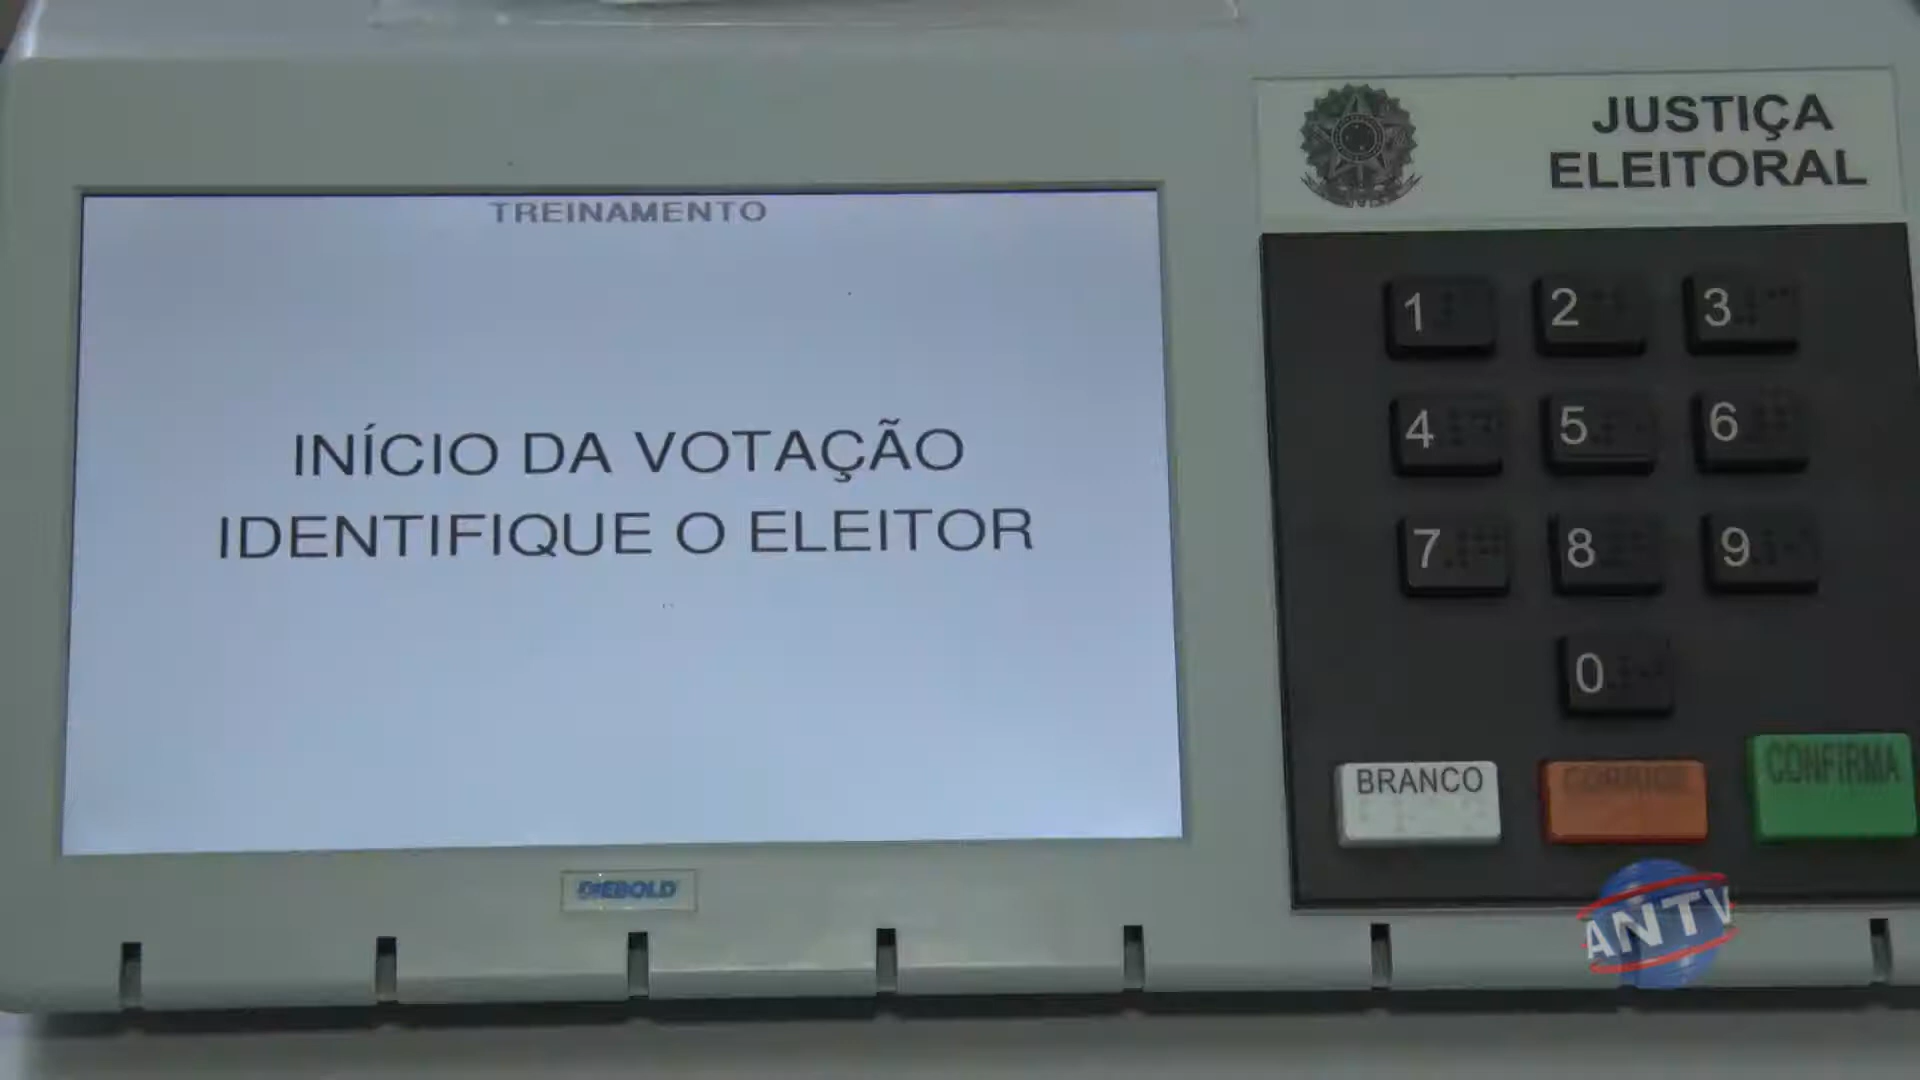 JUSTIÇA
ELEITORAL
TREINAMENTO
INÍCIO DA VOTAÇÃO
IDENTIFIQUE O ELEITOR
1 2 3
4 5 6
7 8 9
0
BRANCO CORRIGE CONFIRMA
DIEBOLD
ANTV